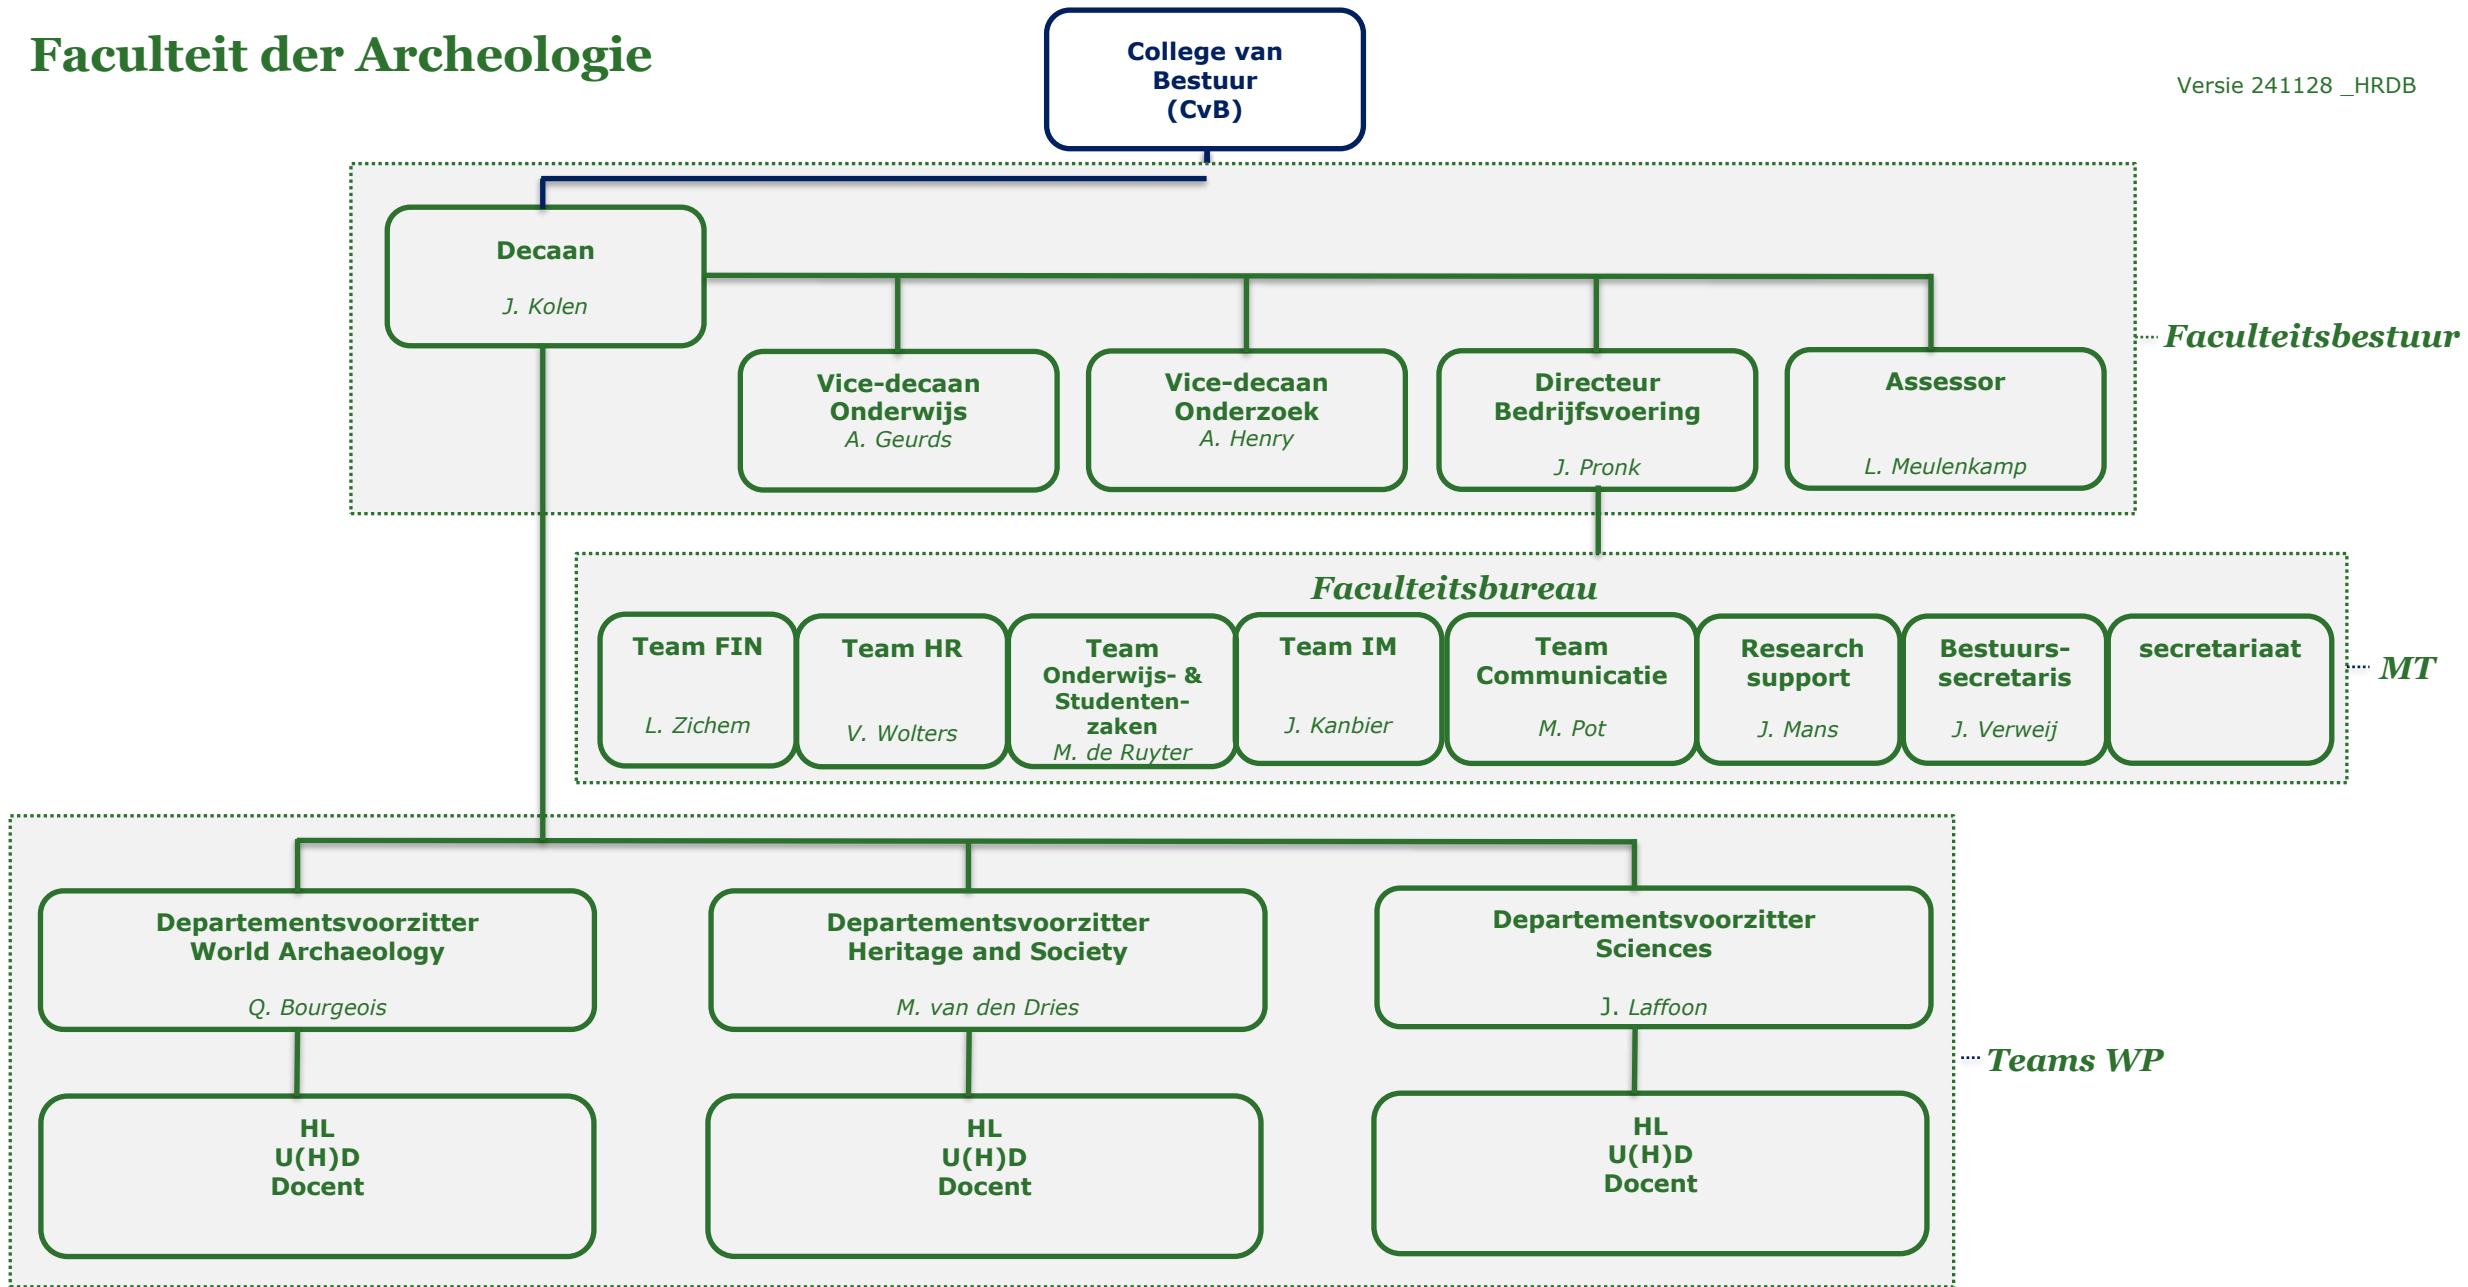 Faculteit der Archeologie
College van
Bestuur
(CvB)
Versie 241128 _HRDB
Decaan
J. Kolen
Vice-decaan
Onderwijs
A. Geurds
Vice-decaan
Onderzoek
A. Henry
Directeur
Bedrijfsvoering
J. Pronk
Assessor
L. Meulenkamp
Faculteitsbestuur
Faculteitsbureau
Team FIN
L. Zichem
Team HR
V. Wolters
Team
Onderwijs- &
Studenten-
zaken
M. de Ruyter
Team IM
J. Kanbier
Team
Communicatie
M. Pot
Research
support
J. Mans
Bestuurs-
secretaris
J. Verweij
secretariaat
MT
Departementsvoorzitter
World Archaeology
Q. Bourgeois
Departementsvoorzitter
Heritage and Society
M. van den Dries
Departementsvoorzitter
Sciences
J. Laffoon
Teams WP
HL
U(H)D
Docent
HL
U(H)D
Docent
HL
U(H)D
Docent